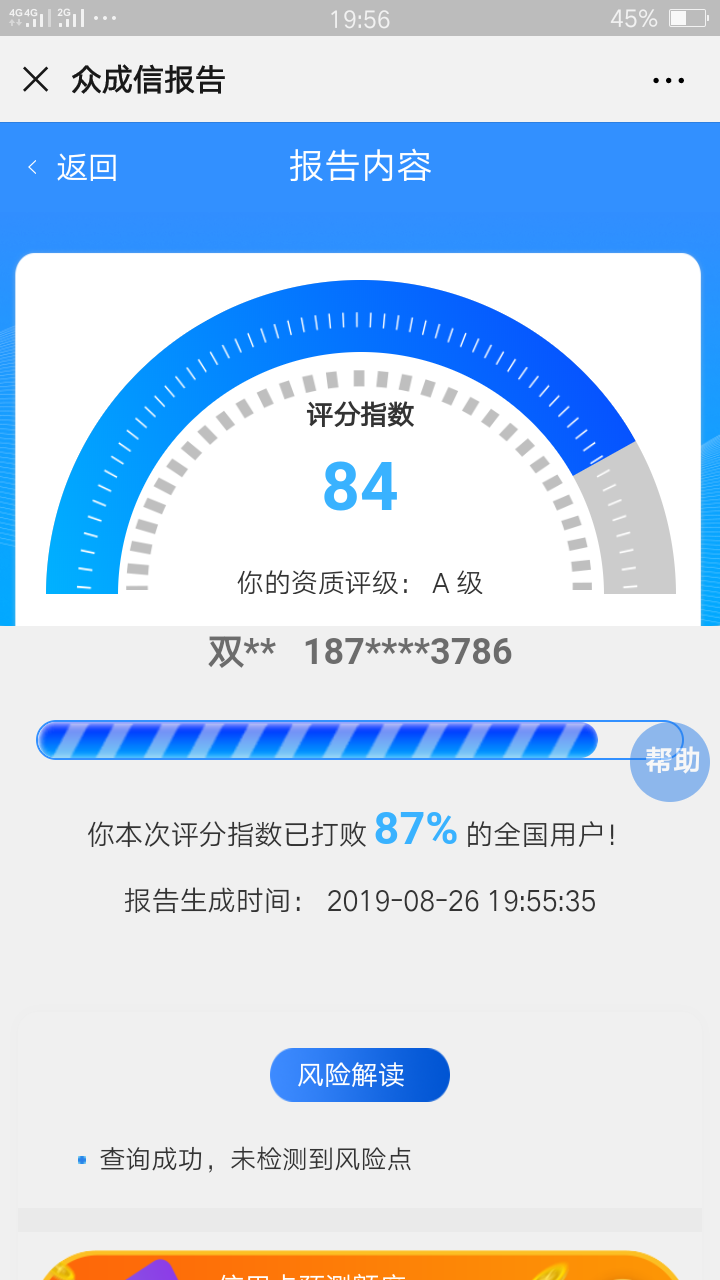 4G 4G 2G 19:56 45%
众成信报告
返回 报告内容
评分指数
84
你的资质评级： A 级
双** 187****3786
帮助
你本次评分指数已打败 87% 的全国用户!
报告生成时间： 2019-08-26 19:55:35
风险解读
查询成功，未检测到风险点